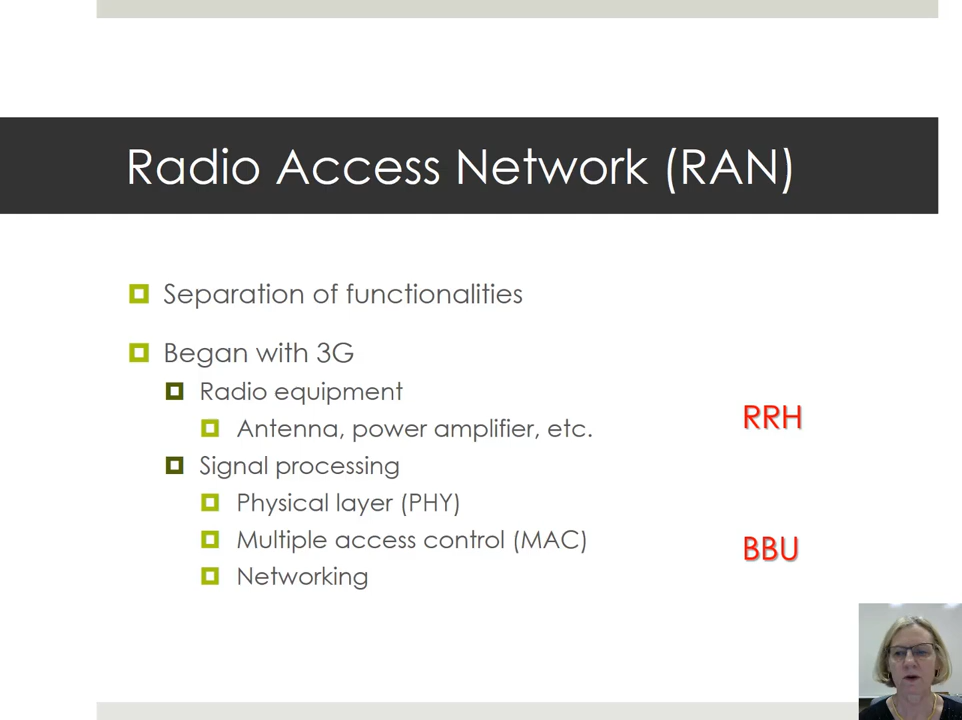 Radio Access Network (RAN)
Separation of functionalities
Began with 3G
Radio equipment
Antenna, power amplifier, etc.
RRH
Signal processing
Physical layer (PHY)
Multiple access control (MAC)
BBU
Networking